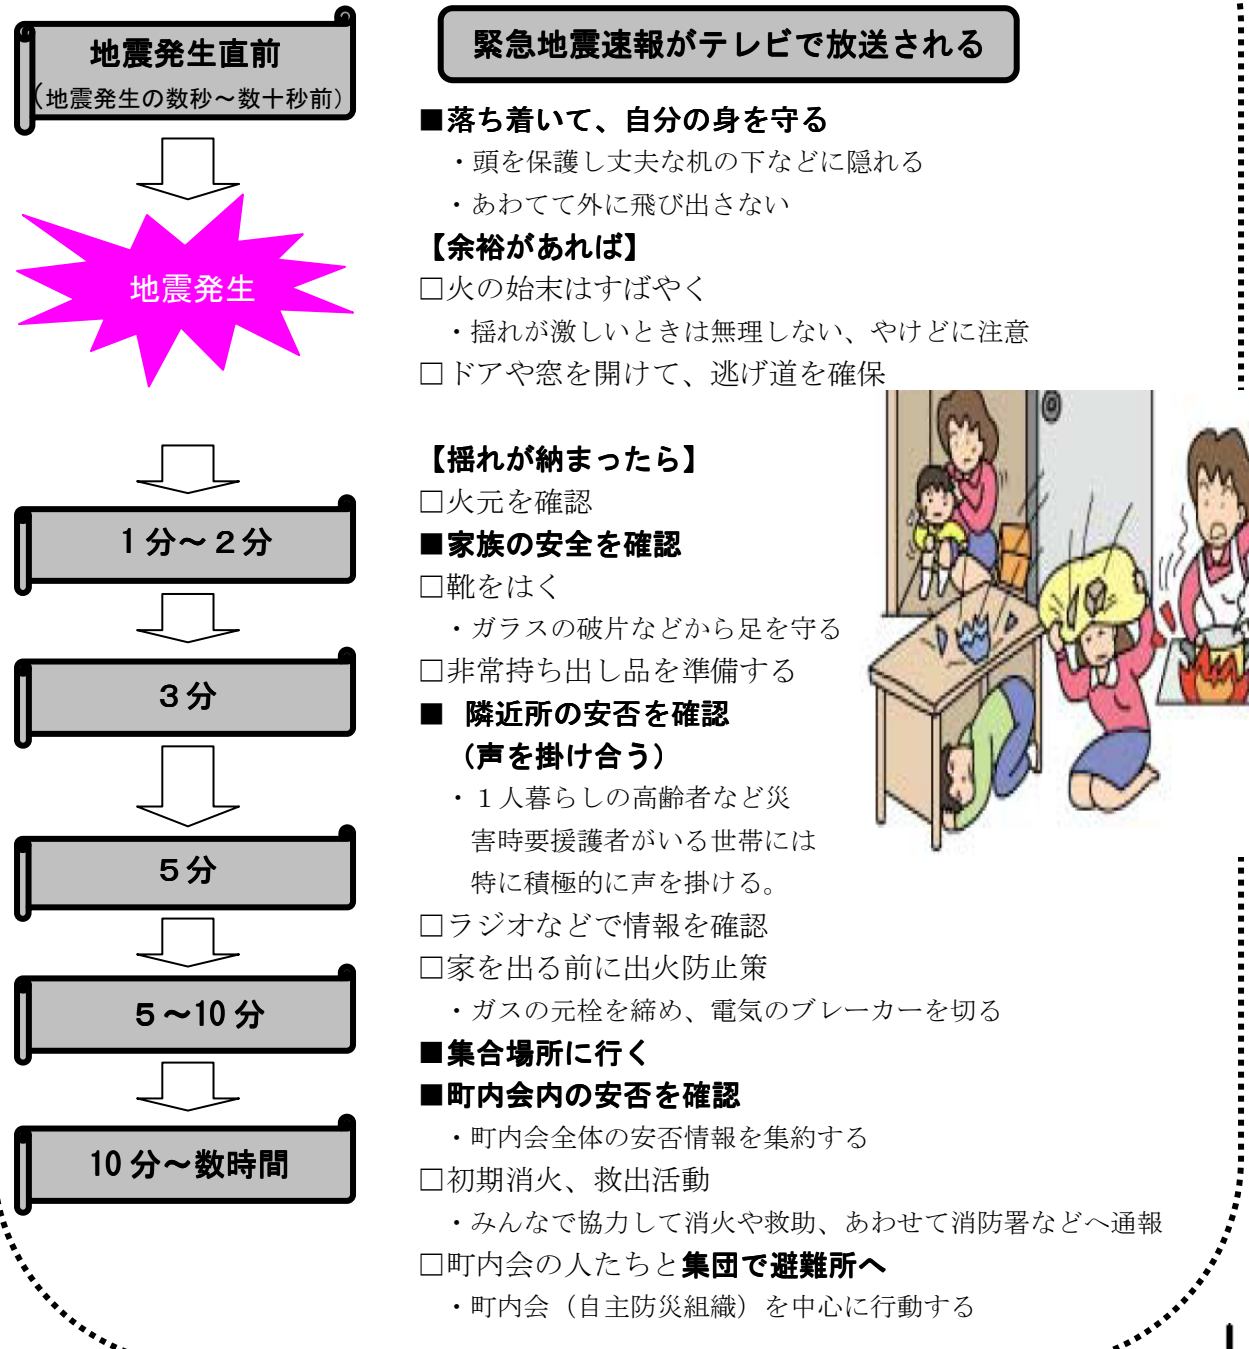 地震発生直前
(地震発生の数秒～数十秒前)
地震発生
1分～2分
3分
5分
5～10分
10分～数時間
緊急地震速報がテレビで放送される
■落ち着いて、自分の身を守る
・頭を保護し丈夫な机の下などに隠れる
・あわてて外に飛び出さない
【余裕があれば】
□火の始末はすばやく
・揺れが激しいときは無理しない、やけどに注意
□ドアや窓を開けて、逃げ道を確保
【揺れが納まったら】
□火元を確認
■家族の安全を確認
□靴をはく
・ガラスの破片などから足を守る
□非常持ち出し品を準備する
■ 隣近所の安否を確認
（声を掛け合う）
・１人暮らしの高齢者など災
害時要援護者がいる世帯には
特に積極的に声を掛ける。
□ラジオなどで情報を確認
□家を出る前に出火防止策
・ガスの元栓を締め、電気のブレーカーを切る
■集合場所に行く
■町内会内の安否を確認
・町内会全体の安否情報を集約する
□初期消火、救出活動
・みんなで協力して消火や救助、あわせて消防署などへ通報
□町内会の人たちと集団で避難所へ
・町内会（自主防災組織）を中心に行動する